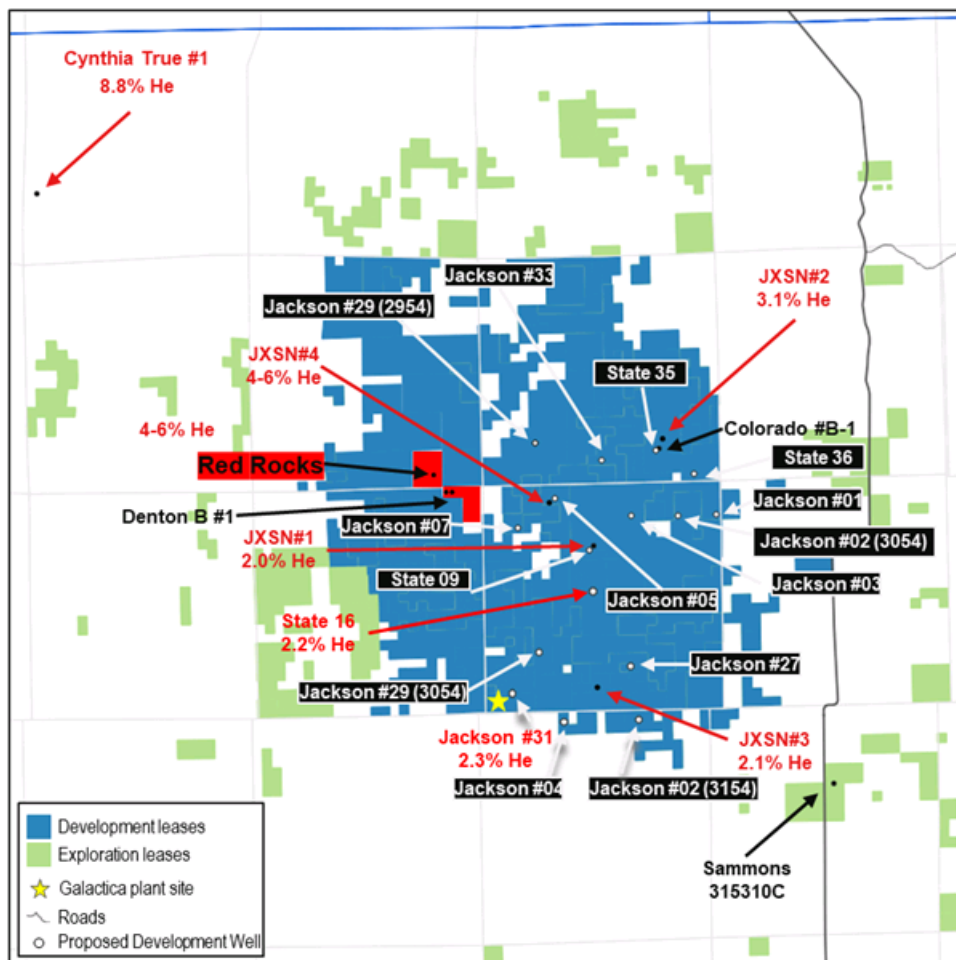 Cynthia True #1
8.8% He
Jackson #33
Jackson #29 (2954)
JXSN#2
3.1% He
JXSN#4
4-6% He
State 35
4-6% He
Colorado #B-1
State 36
Red Rocks
Denton B #1
Jackson #07
Jackson #01
JXSN#1
2.0% He
Jackson #02 (3054)
State 09
Jackson #03
Jackson #05
State 16
2.2% He
Jackson #27
Jackson #29 (3054)
Jackson #31
2.3% He
JXSN#3
2.1% He
Jackson #04
Jackson #02 (3154)
Sammons
315310C
Development leases
Exploration leases
Galactica plant site
Roads
Proposed Development Well